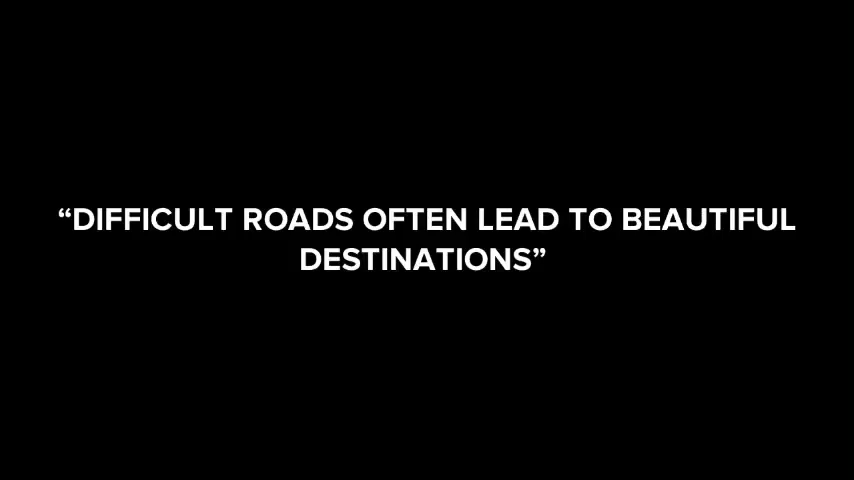 “DIFFICULT ROADS OFTEN LEAD TO BEAUTIFUL
DESTINATIONS”